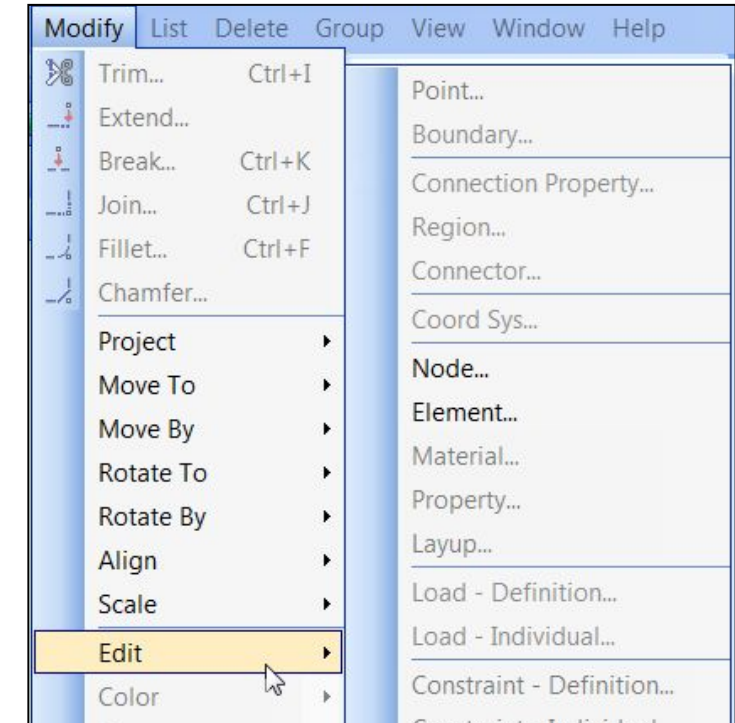 Modify List Delete Group View Window Help
Trim... Ctrl+I
Extend...
Break... Ctrl+K
Join... Ctrl+J
Fillet... Ctrl+F
Chamfer...
Project
Move To
Move By
Rotate To
Rotate By
Align
Scale
Edit
Color
Point...
Boundary...
Connection Property...
Region...
Connector...
Coord Sys...
Node...
Element...
Material...
Property...
Layup...
Load - Definition...
Load - Individual...
Constraint - Definition...